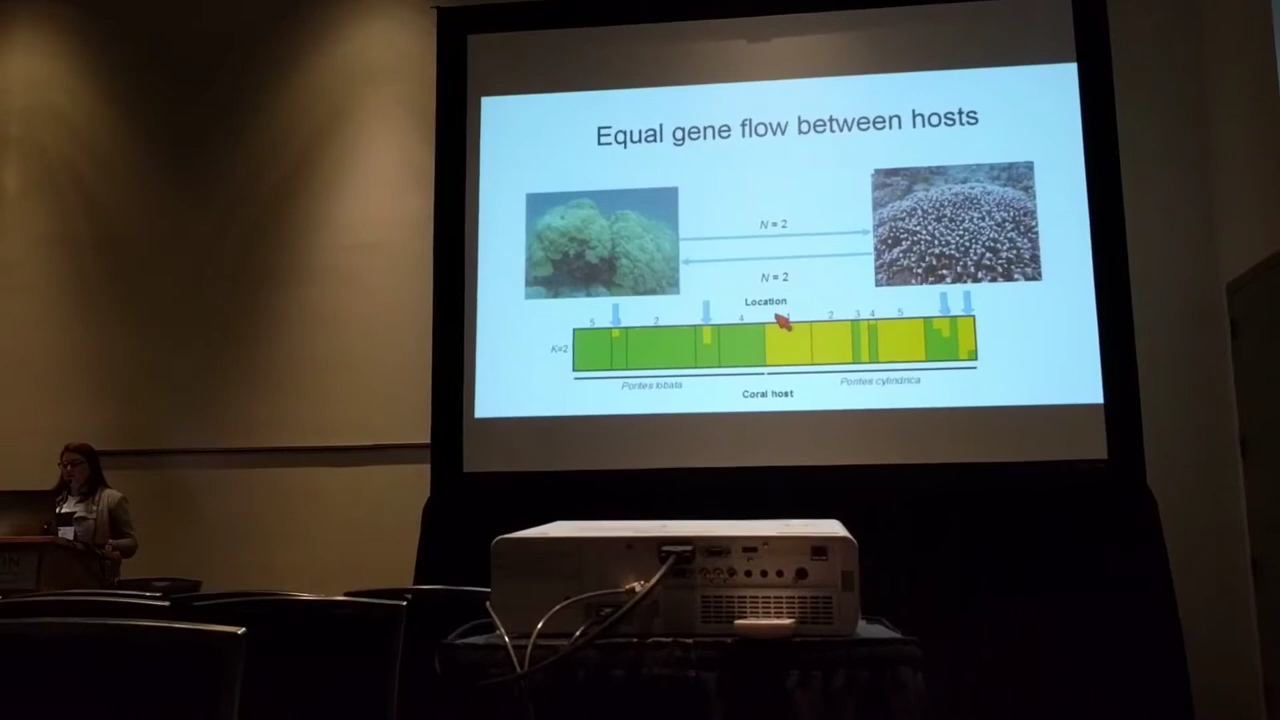 Equal gene flow between hosts
N = 2
N = 2
Location
5 2 4 1 2 3 4 5
K=2
Porites lobata Porites cylindrica
Coral host